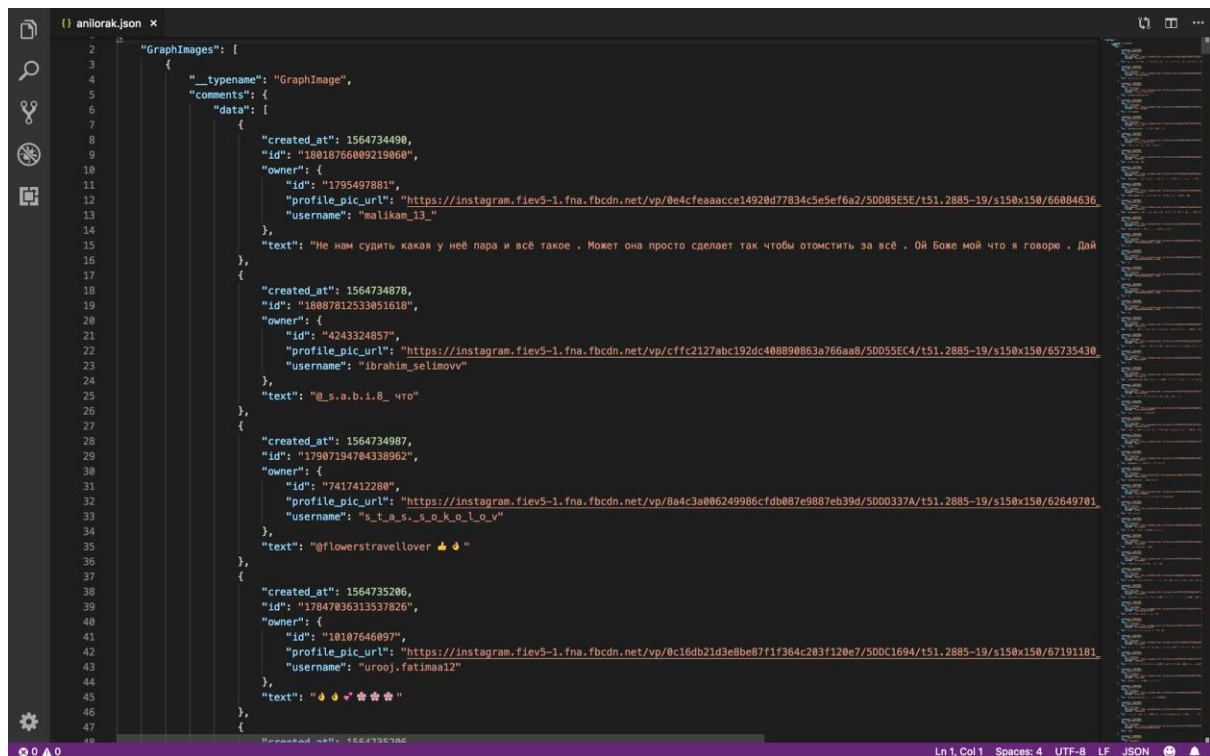 {} anilorak.json ×
2 "GraphImages": [
3 {
4 "__typename": "GraphImage",
5 "comments": {
6 "data": [
7 {
8 "created_at": 1564734490,
9 "id": "18018766009219060",
10 "owner": {
11 "id": "1795497881",
12 "profile_pic_url": "https://instagram.fiev5-1.fna.fbcdn.net/vp/0e4cfeaaacce14920d77834c5e5ef6a2/5DD85E5E/t51.2885-19/s150x150/66084636_
13 "username": "malikam_13_"
14 },
15 "text": "Не нам судить какая у неё пара и всё такое . Может она просто сделает так чтобы отомстить за всё . Ой Боже мой что я говорю . Дай
16 },
17 {
18 "created_at": 1564734878,
19 "id": "18087812533051618",
20 "owner": {
21 "id": "4243324857",
22 "profile_pic_url": "https://instagram.fiev5-1.fna.fbcdn.net/vp/cffc2127abc192dc408890863a766aa8/5DD55EC4/t51.2885-19/s150x150/65735430_
23 "username": "ibrahim_selimovv"
24 },
25 "text": "@_s.a.b.i.8_ что"
26 },
27 {
28 "created_at": 1564734987,
29 "id": "17907194704338962",
30 "owner": {
31 "id": "7417412280",
32 "profile_pic_url": "https://instagram.fiev5-1.fna.fbcdn.net/vp/8a4c3a006249986cfdb087e9887eb39d/5DDD337A/t51.2885-19/s150x150/62649701_
33 "username": "s_t_a_s._s_o_k_o_l_o_v"
34 },
35 "text": "@flowerstravellover 👍👌"
36 },
37 {
38 "created_at": 1564735206,
39 "id": "17847036313537826",
40 "owner": {
41 "id": "10107646097",
42 "profile_pic_url": "https://instagram.fiev5-1.fna.fbcdn.net/vp/0c16db21d3e8be87f1f364c203f120e7/5DDC1694/t51.2885-19/s150x150/67191181_
43 "username": "urooj.fatimaa12"
44 },
45 "text": "👌👌💕🌸🌸🌸"
46 },
47 {
48 "created_at": 1564735206
0 0 Ln 1, Col 1 Spaces: 4 UTF-8 LF JSON